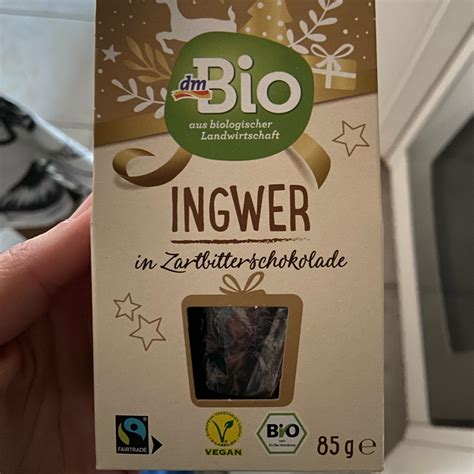 dm
Bio
aus biologischer
Landwirtschaft
INGWER
in Zartbitterschokolade
FAIRTRADE
VEGAN
BIO
85 g e